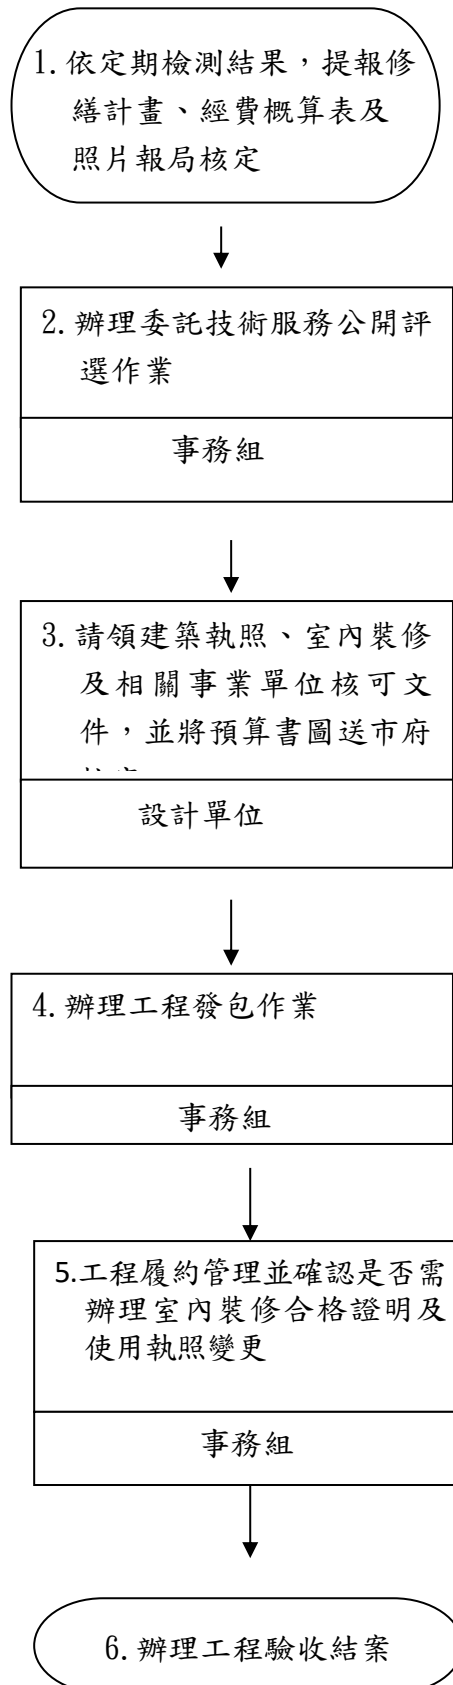 1. 依定期檢測結果，提報修
繕計畫、經費概算表及
照片報局核定
2. 辦理委託技術服務公開評
選作業
事務組
3. 請領建築執照、室內裝修
及相關事業單位核可文
件，並將預算書圖送市府
設計單位
4. 辦理工程發包作業
事務組
5.工程履約管理並確認是否需
辦理室內裝修合格證明及
使用執照變更
事務組
6. 辦理工程驗收結案